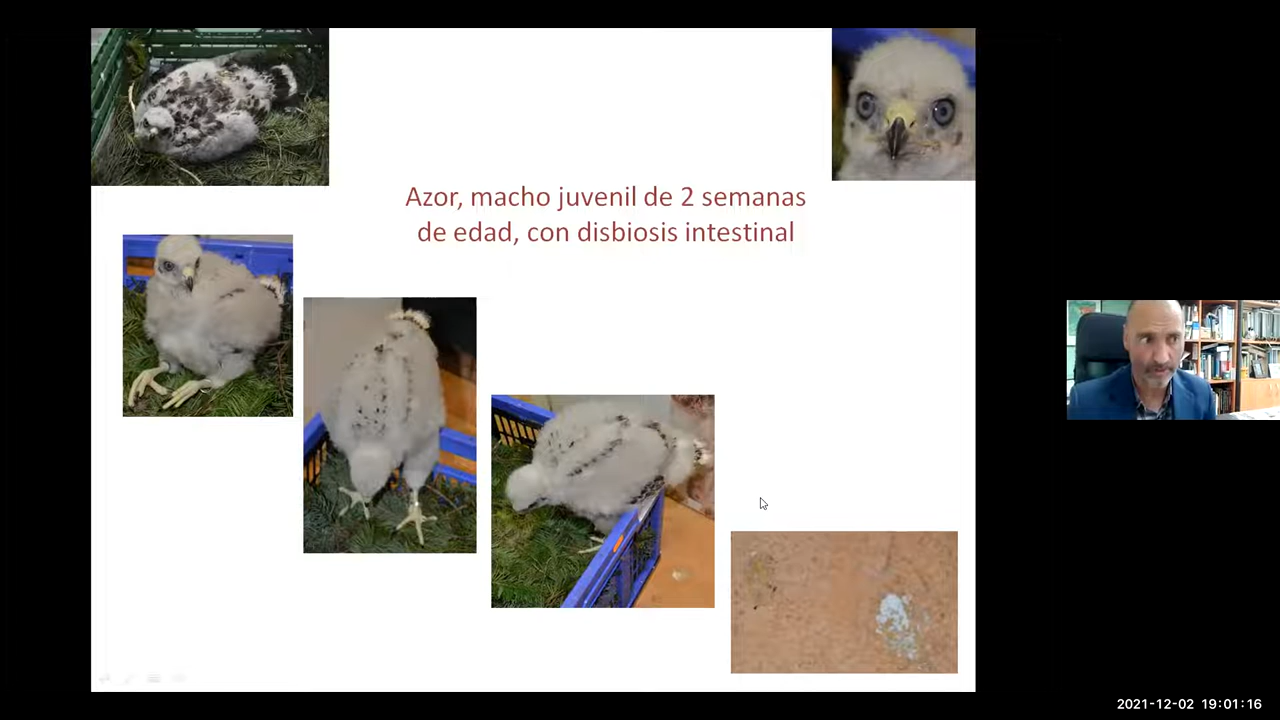 Azor, macho juvenil de 2 semanas
de edad, con disbiosis intestinal
2021-12-02 19:01:16